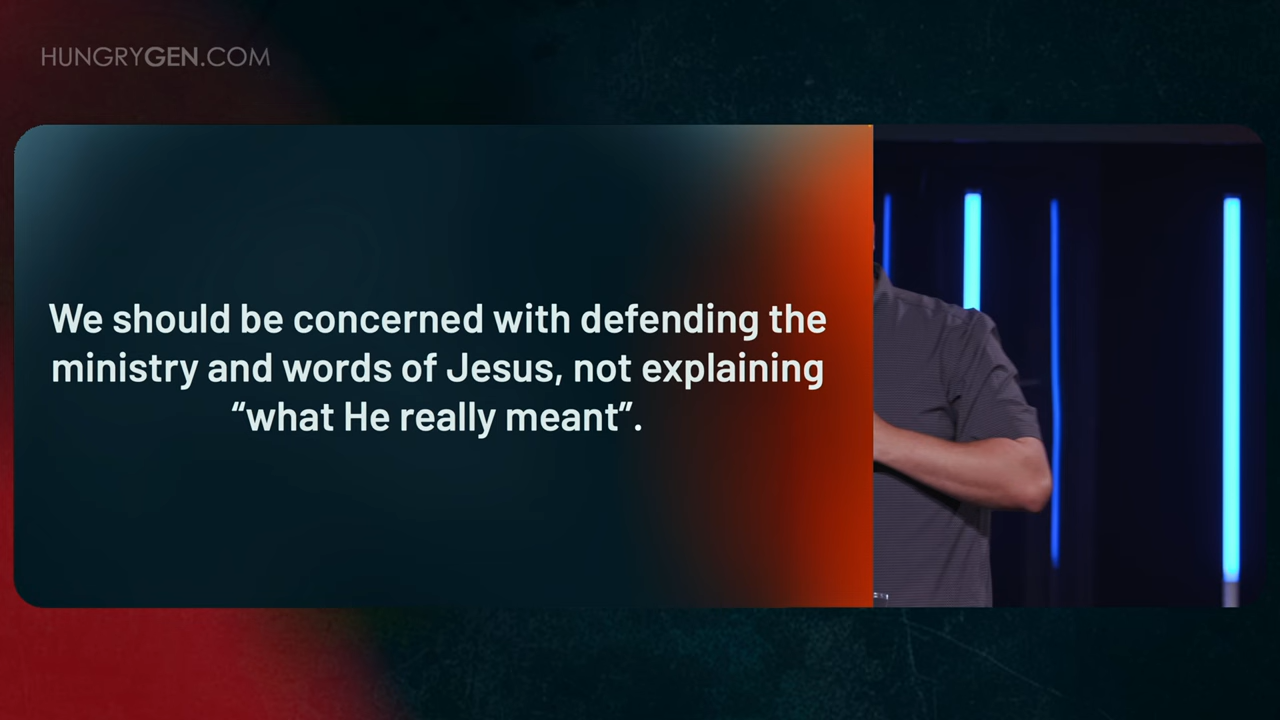 HUNGRYGEN.COM
We should be concerned with defending the
ministry and words of Jesus, not explaining
“what He really meant”.